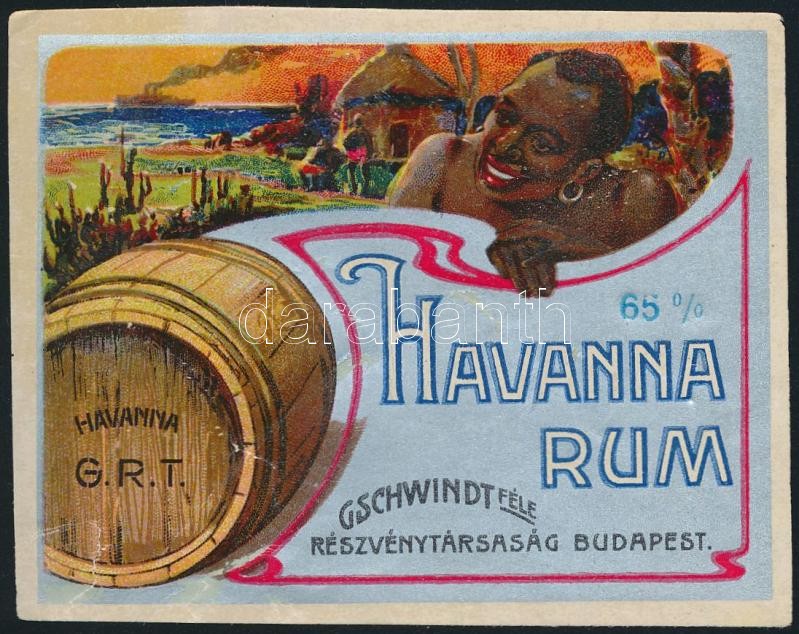 65 %
HAVANNA
RUM
HAVANNA
G.R.T.
GSCHWINDT FÉLE
RÉSZVÉNYTÁRSASÁG BUDAPEST.
darabanth